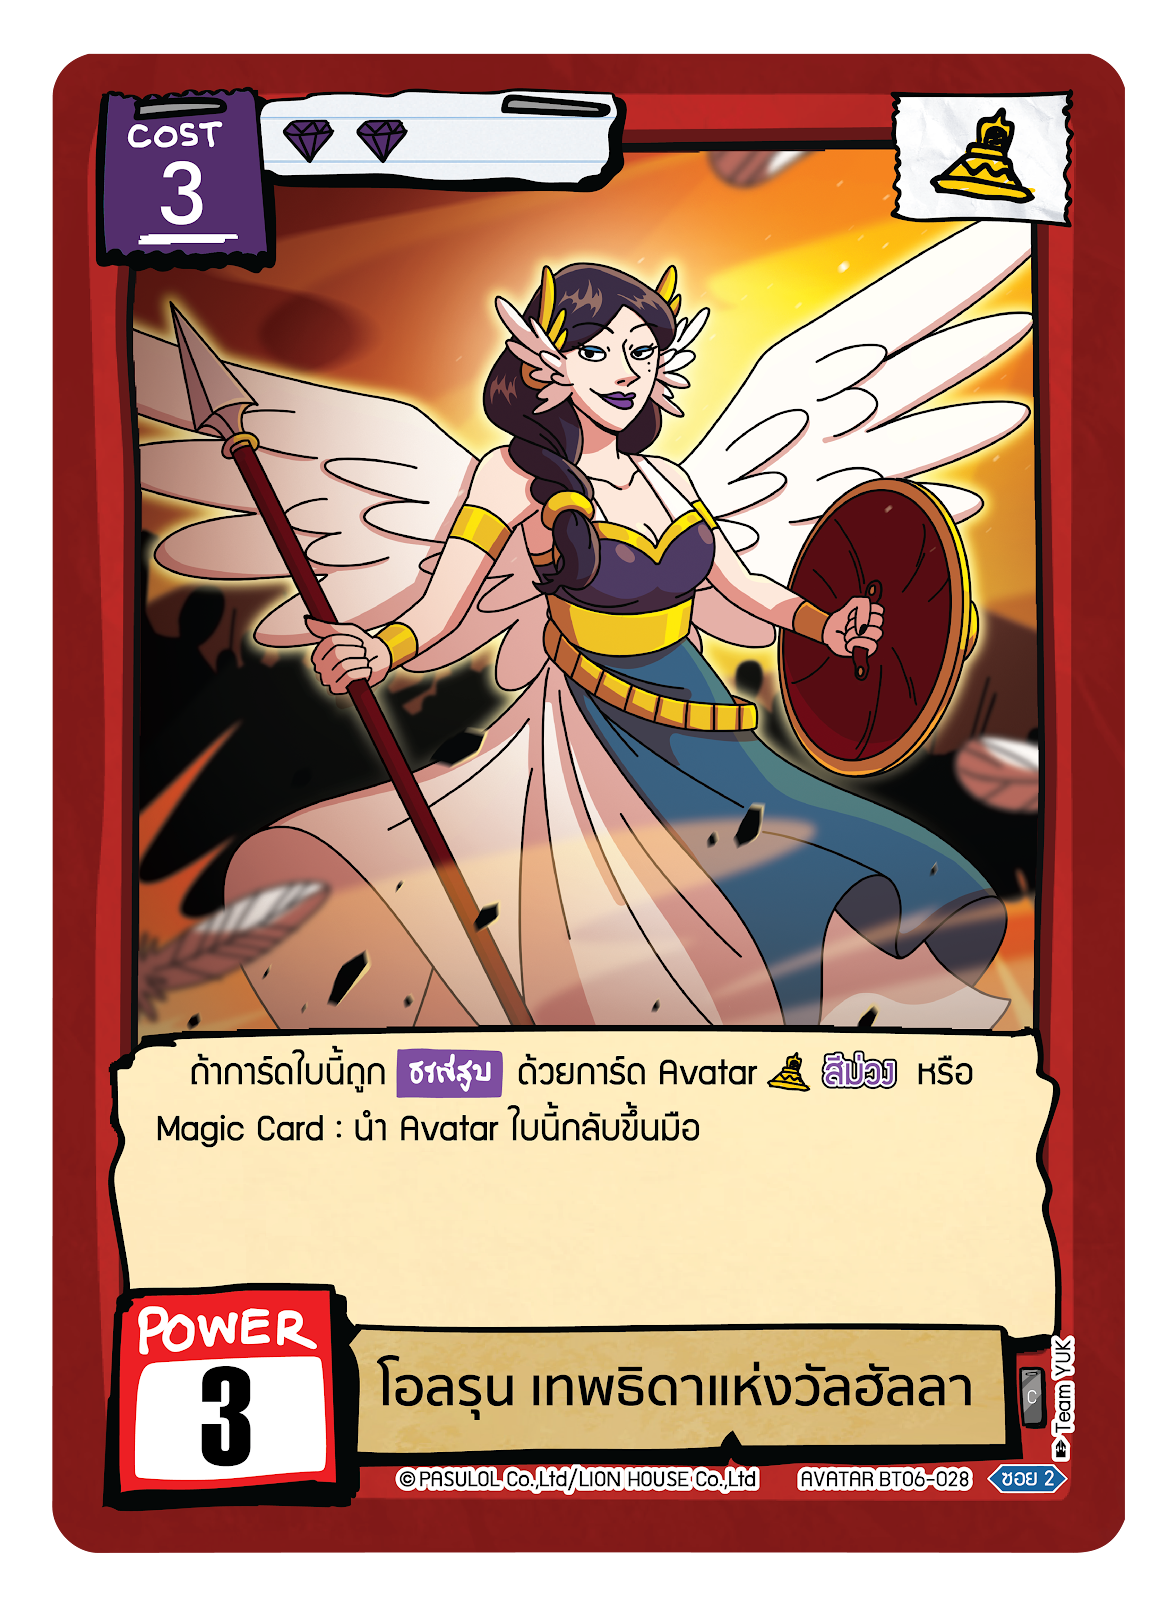 COST
3
ถ้าการ์ดใบนี้ถูก ธรณีสูบ ด้วยการ์ด Avatar สีม่วง หรือ
Magic Card : นำ Avatar ใบนี้กลับขึ้นมือ
POWER
3
โอลรุน เทพธิดาแห่งวัลฮัลลา
C
Team YUK
© PASULOL Co.,Ltd/LION HOUSE Co.,Ltd AVATAR BT06-028 ซอย 2